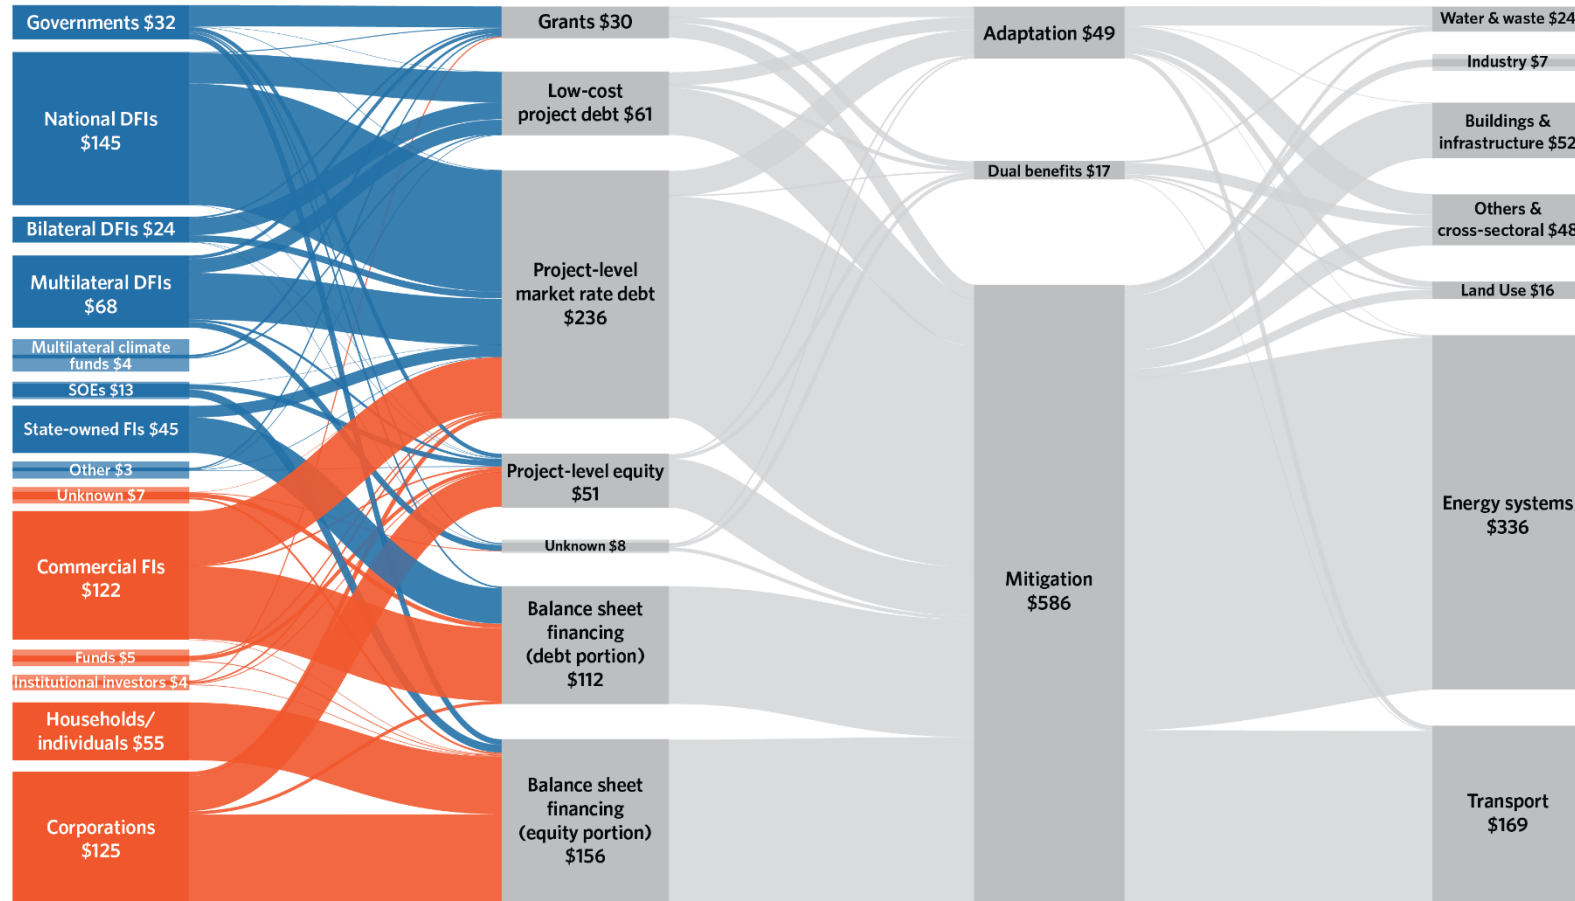 Governments $32
National DFIs
$145
Bilateral DFIs $24
Multilateral DFIs
$68
Multilateral climate
funds $4
SOEs $13
State-owned FIs $45
Other $3
Unknown $7
Commercial FIs
$122
Funds $5
Institutional investors $4
Households/
individuals $55
Corporations
$125
Grants $30
Low-cost
project debt $61
Project-level
market rate debt
$236
Project-level equity
$51
Unknown $8
Balance sheet
financing
(debt portion)
$112
Balance sheet
financing
(equity portion)
$156
Adaptation $49
Dual benefits $17
Mitigation
$586
Water & waste $24
Industry $7
Buildings &
infrastructure $52
Others &
cross-sectoral $48
Land Use $16
Energy systems
$336
Transport
$169